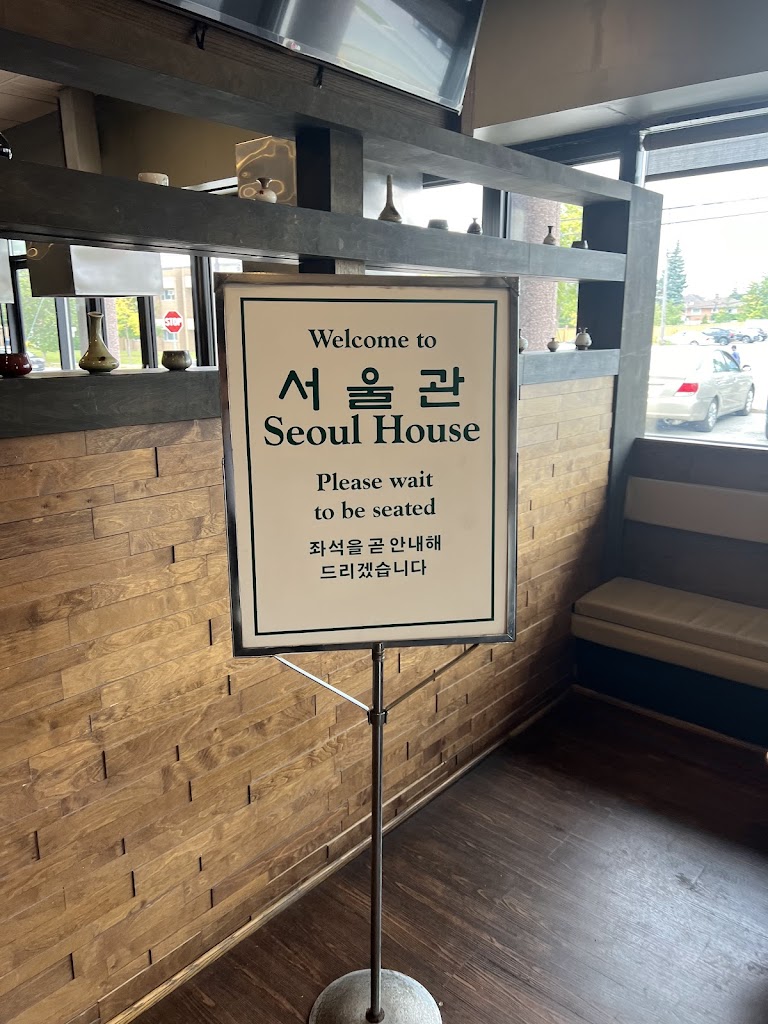 Welcome to
서울관
Seoul House
Please wait
to be seated
좌석을 곧 안내해
드리겠습니다
STOP